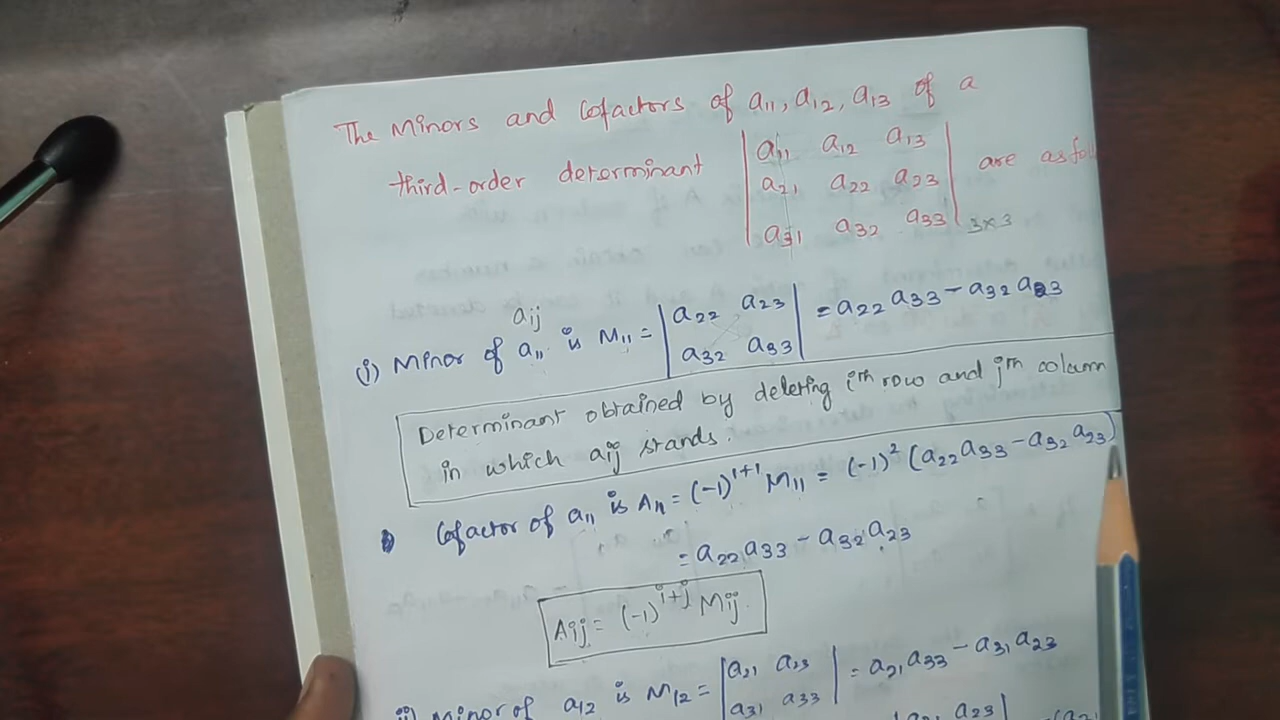 The Minors and Cofactors of a₁₁, a₁₂, a₁₃ of a
third-order determinant | a₁₁ a₁₂ a₁₃ | are as fo
| a₂₁ a₂₂ a₂₃ |
| a₃₁ a₃₂ a₃₃ | 3×3
aij
(i) Minor of a₁₁ is M₁₁ = | a₂₂ a₂₃ | = a₂₂ a₃₃ - a₃₂ a₂₃
| a₃₂ a₃₃ |
Determinant obtained by deleting iᵗʰ row and jᵗʰ column
in which aij stands.
Cofactor of a₁₁ is A₁₁ = (-1)¹⁺¹ M₁₁ = (-1)² (a₂₂ a₃₃ - a₃₂ a₂₃)
= a₂₂ a₃₃ - a₃₂ a₂₃
Aij = (-1)ⁱ⁺ʲ Mij
ii) Minor of a₁₂ is M₁₂ = | a₂₁ a₂₃ | = a₂₁ a₃₃ - a₃₁ a₂₃
| a₃₁ a₃₃ |